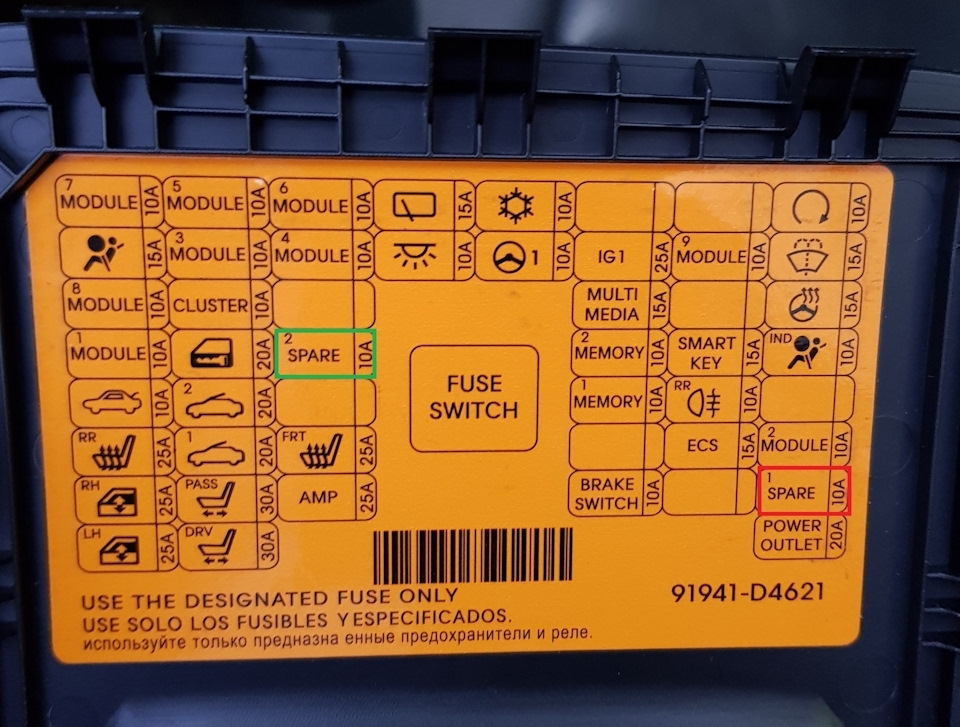 7 MODULE 10A 5 MODULE 10A 6 MODULE 10A 15A 10A 10A
15A 3 MODULE 10A 4 MODULE 10A 10A 1 10A IG1 25A 9 MODULE 10A 15A
8 MODULE 10A CLUSTER 10A MULTI MEDIA 15A 15A
1 MODULE 10A 20A 2 SPARE 10A 2 MEMORY 10A SMART KEY 15A IND 10A
10A 2 20A FUSE SWITCH 1 MEMORY 10A RR 10A
RR 25A 1 20A FRT 25A ECS 15A 2 MODULE 10A
RH 25A PASS 30A AMP 25A BRAKE SWITCH 10A 1 SPARE 10A
LH 25A DRV 30A POWER OUTLET 20A
91941-D4621
USE THE DESIGNATED FUSE ONLY
USE SOLO LOS FUSIBLES Y ESPECIFICADOS.
используйте только предназна енные предохранители и реле.